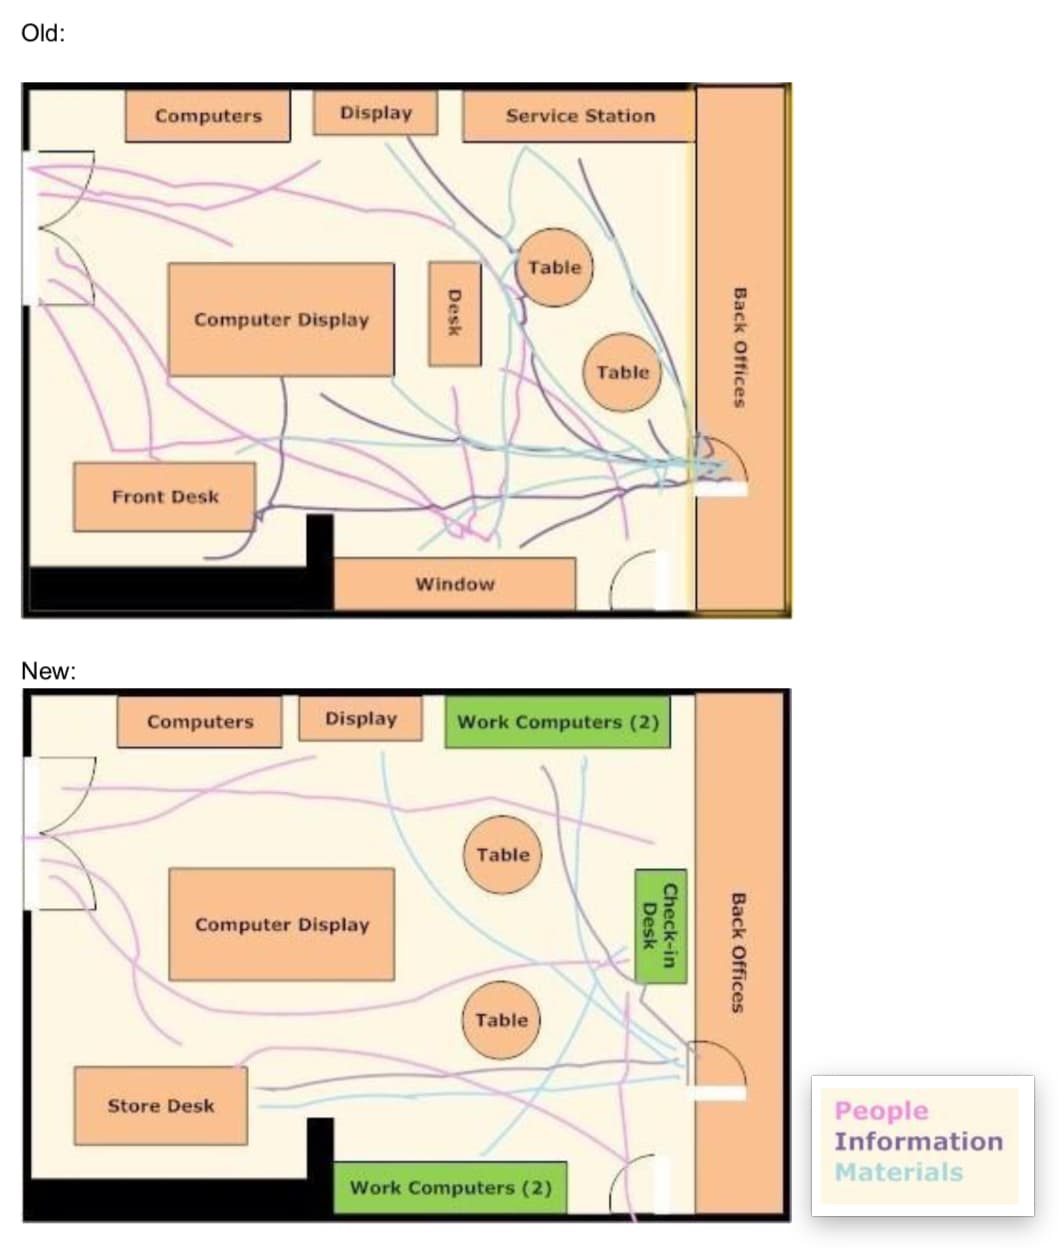 Old:
Computers
Display
Service Station
Table
Computer Display
Desk
Back Offices
Table
Front Desk
Window
New:
Computers
Display
Work Computers (2)
Table
Check-in
Desk
Computer Display
Back Offices
Table
Store Desk
Work Computers (2)
People
Information
Materials